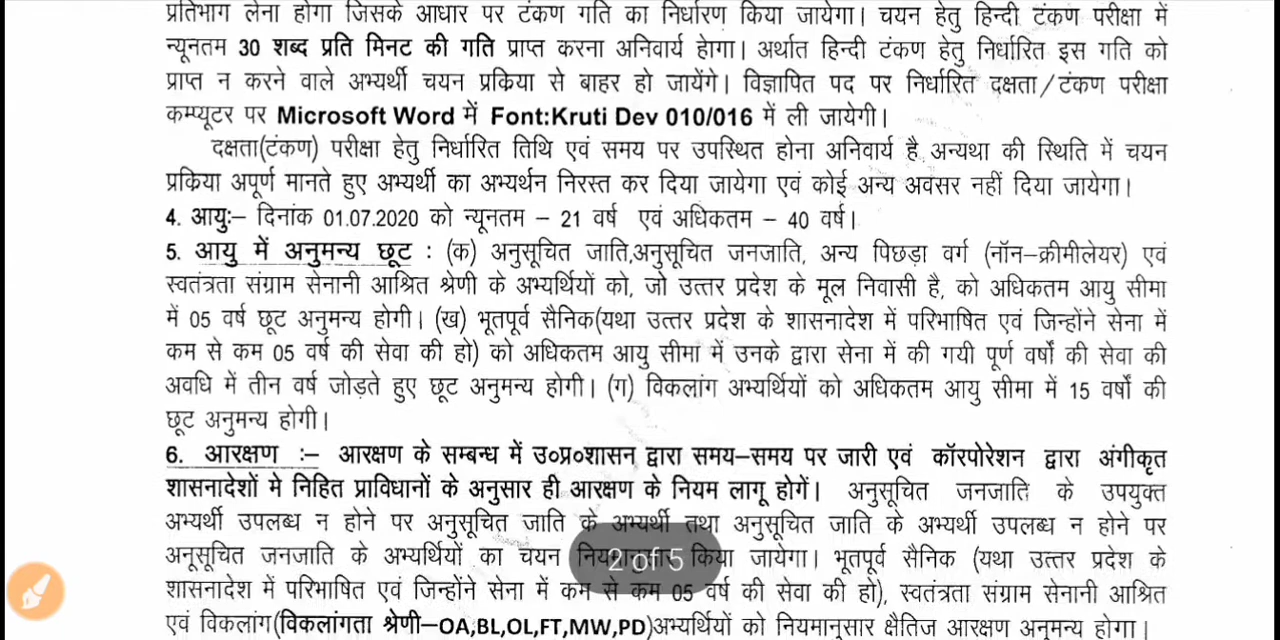 प्रतिभाग लेना होगा जिसके आधार पर टंकण गति का निर्धारण किया जायेगा। चयन हेतु हिन्दी टंकण परीक्षा में
न्यूनतम 30 शब्द प्रति मिनट की गति प्राप्त करना अनिवार्य हेागा। अर्थात हिन्दी टंकण हेतु निर्धारित इस गति को
प्राप्त न करने वाले अभ्यर्थी चयन प्रक्रिया से बाहर हो जायेंगे। विज्ञापित पद पर निर्धारित दक्षता/टंकण परीक्षा
कम्प्यूटर पर Microsoft Word में Font:Kruti Dev 010/016 में ली जायेगी।
दक्षता(टंकण) परीक्षा हेतु निर्धारित तिथि एवं समय पर उपस्थित होना अनिवार्य है अन्यथा की स्थिति में चयन
प्रक्रिया अपूर्ण मानते हुए अभ्यर्थी का अभ्यर्थन निरस्त कर दिया जायेगा एवं कोई अन्य अवसर नहीं दिया जायेगा।
4. आयुः– दिनांक 01.07.2020 को न्यूनतम – 21 वर्ष एवं अधिकतम – 40 वर्ष।
5. आयु में अनुमन्य छूट : (क) अनुसूचित जाति,अनुसूचित जनजाति, अन्य पिछड़ा वर्ग (नॉन–क्रीमीलेयर) एवं
स्वतंत्रता संग्राम सेनानी आश्रित श्रेणी के अभ्यर्थियों को, जो उत्तर प्रदेश के मूल निवासी है, को अधिकतम आयु सीमा
में 05 वर्ष छूट अनुमन्य होगी। (ख) भूतपूर्व सैनिक(यथा उत्तर प्रदेश के शासनादेश में परिभाषित एवं जिन्होंने सेना में
कम से कम 05 वर्ष की सेवा की हो) को अधिकतम आयु सीमा में उनके द्वारा सेना में की गयी पूर्ण वर्षों की सेवा की
अवधि में तीन वर्ष जोड़ते हुए छूट अनुमन्य होगी। (ग) विकलांग अभ्यर्थियों को अधिकतम आयु सीमा में 15 वर्षों की
छूट अनुमन्य होगी।
6. आरक्षण :– आरक्षण के सम्बन्ध में उ०प्र०शासन द्वारा समय–समय पर जारी एवं कॉरपोरेशन द्वारा अंगीकृत
शासनादेशों मे निहित प्राविधानों के अनुसार ही आरक्षण के नियम लागू होगें। अनुसूचित जनजाति के उपयुक्त
अभ्यर्थी उपलब्ध न होने पर अनुसूचित जाति के अभ्यर्थी तथा अनुसूचित जाति के अभ्यर्थी उपलब्ध न होने पर
अनूसूचित जनजाति के अभ्यर्थियों का चयन नियमानुसार किया जायेगा। भूतपूर्व सैनिक (यथा उत्तर प्रदेश के
2 of 5
शासनादेश में परिभाषित एवं जिन्होंने सेना में कम से कम 05 वर्ष की सेवा की हो), स्वतंत्रता संग्राम सेनानी आश्रित
एवं विकलांग(विकलांगता श्रेणी–OA,BL,OL,FT,MW,PD)अभ्यर्थियों को नियमानुसार क्षैतिज आरक्षण अनुमन्य होगा।